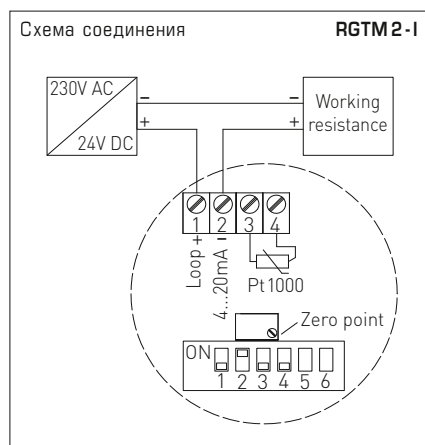 Схема соединения RGTM 2-I
230V AC
24V DC
− −
+ +
Working
resistance
1 2 3 4
Loop +
4...20mA −
Pt1000
Zero point
ON
1 2 3 4 5 6